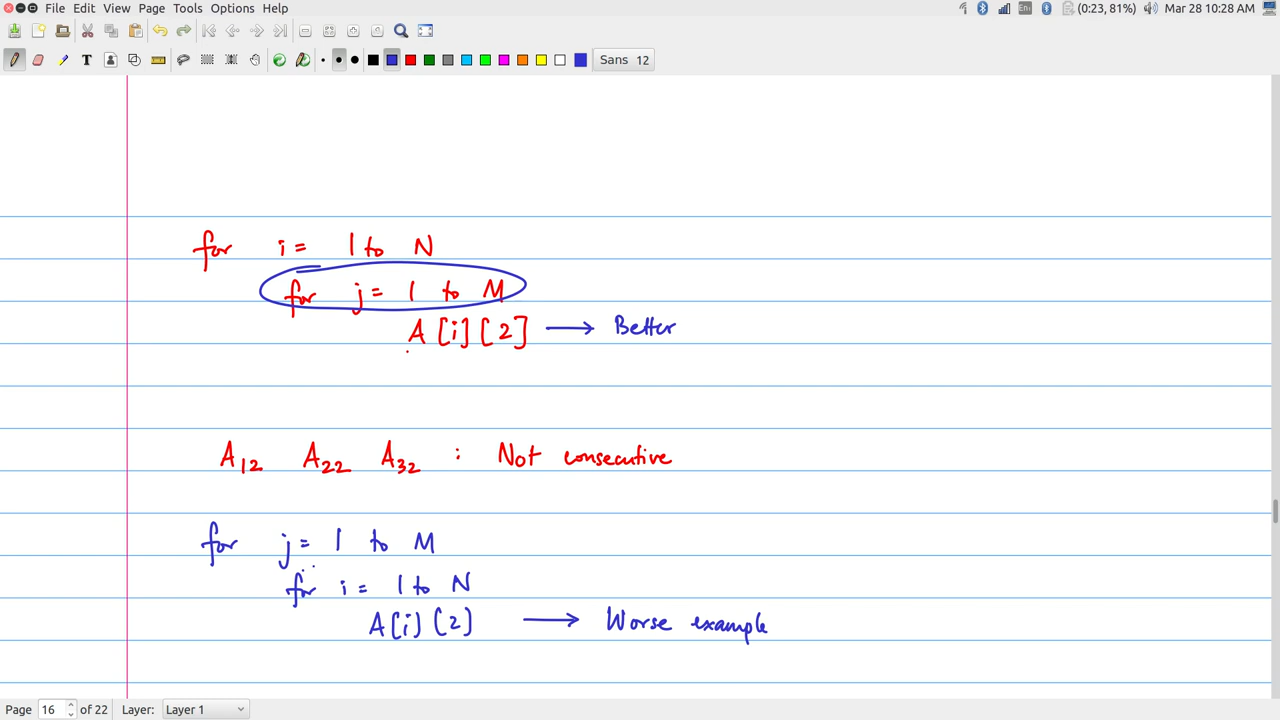 File Edit View Page Tools Options Help En (0:23, 81%) Mar 28 10:28 AM
T Sans 12
for i = 1 to N
for j = 1 to M
A[i][2] → Better
A12 A22 A32 : Not consecutive
for j = 1 to M
for i = 1 to N
A[i][2] → Worse example
Page 16 of 22 Layer: Layer 1